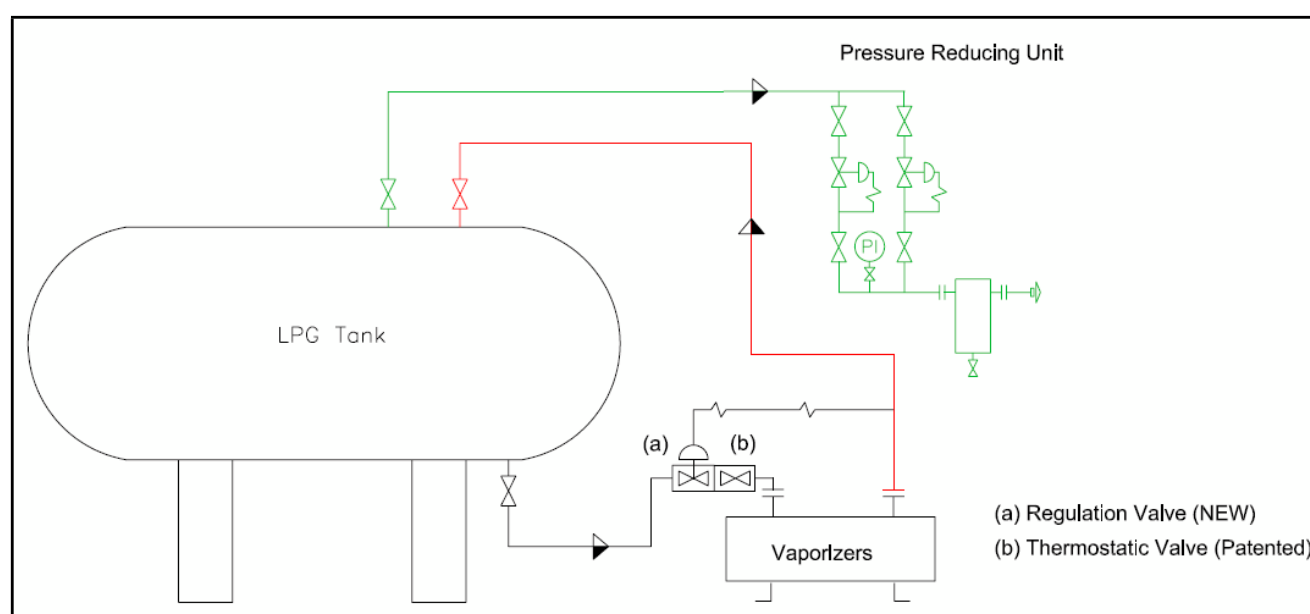 Pressure Reducing Unit
PI
LPG Tank
(a)
(b)
Vaporizers
(a) Regulation Valve (NEW)
(b) Thermostatic Valve (Patented)